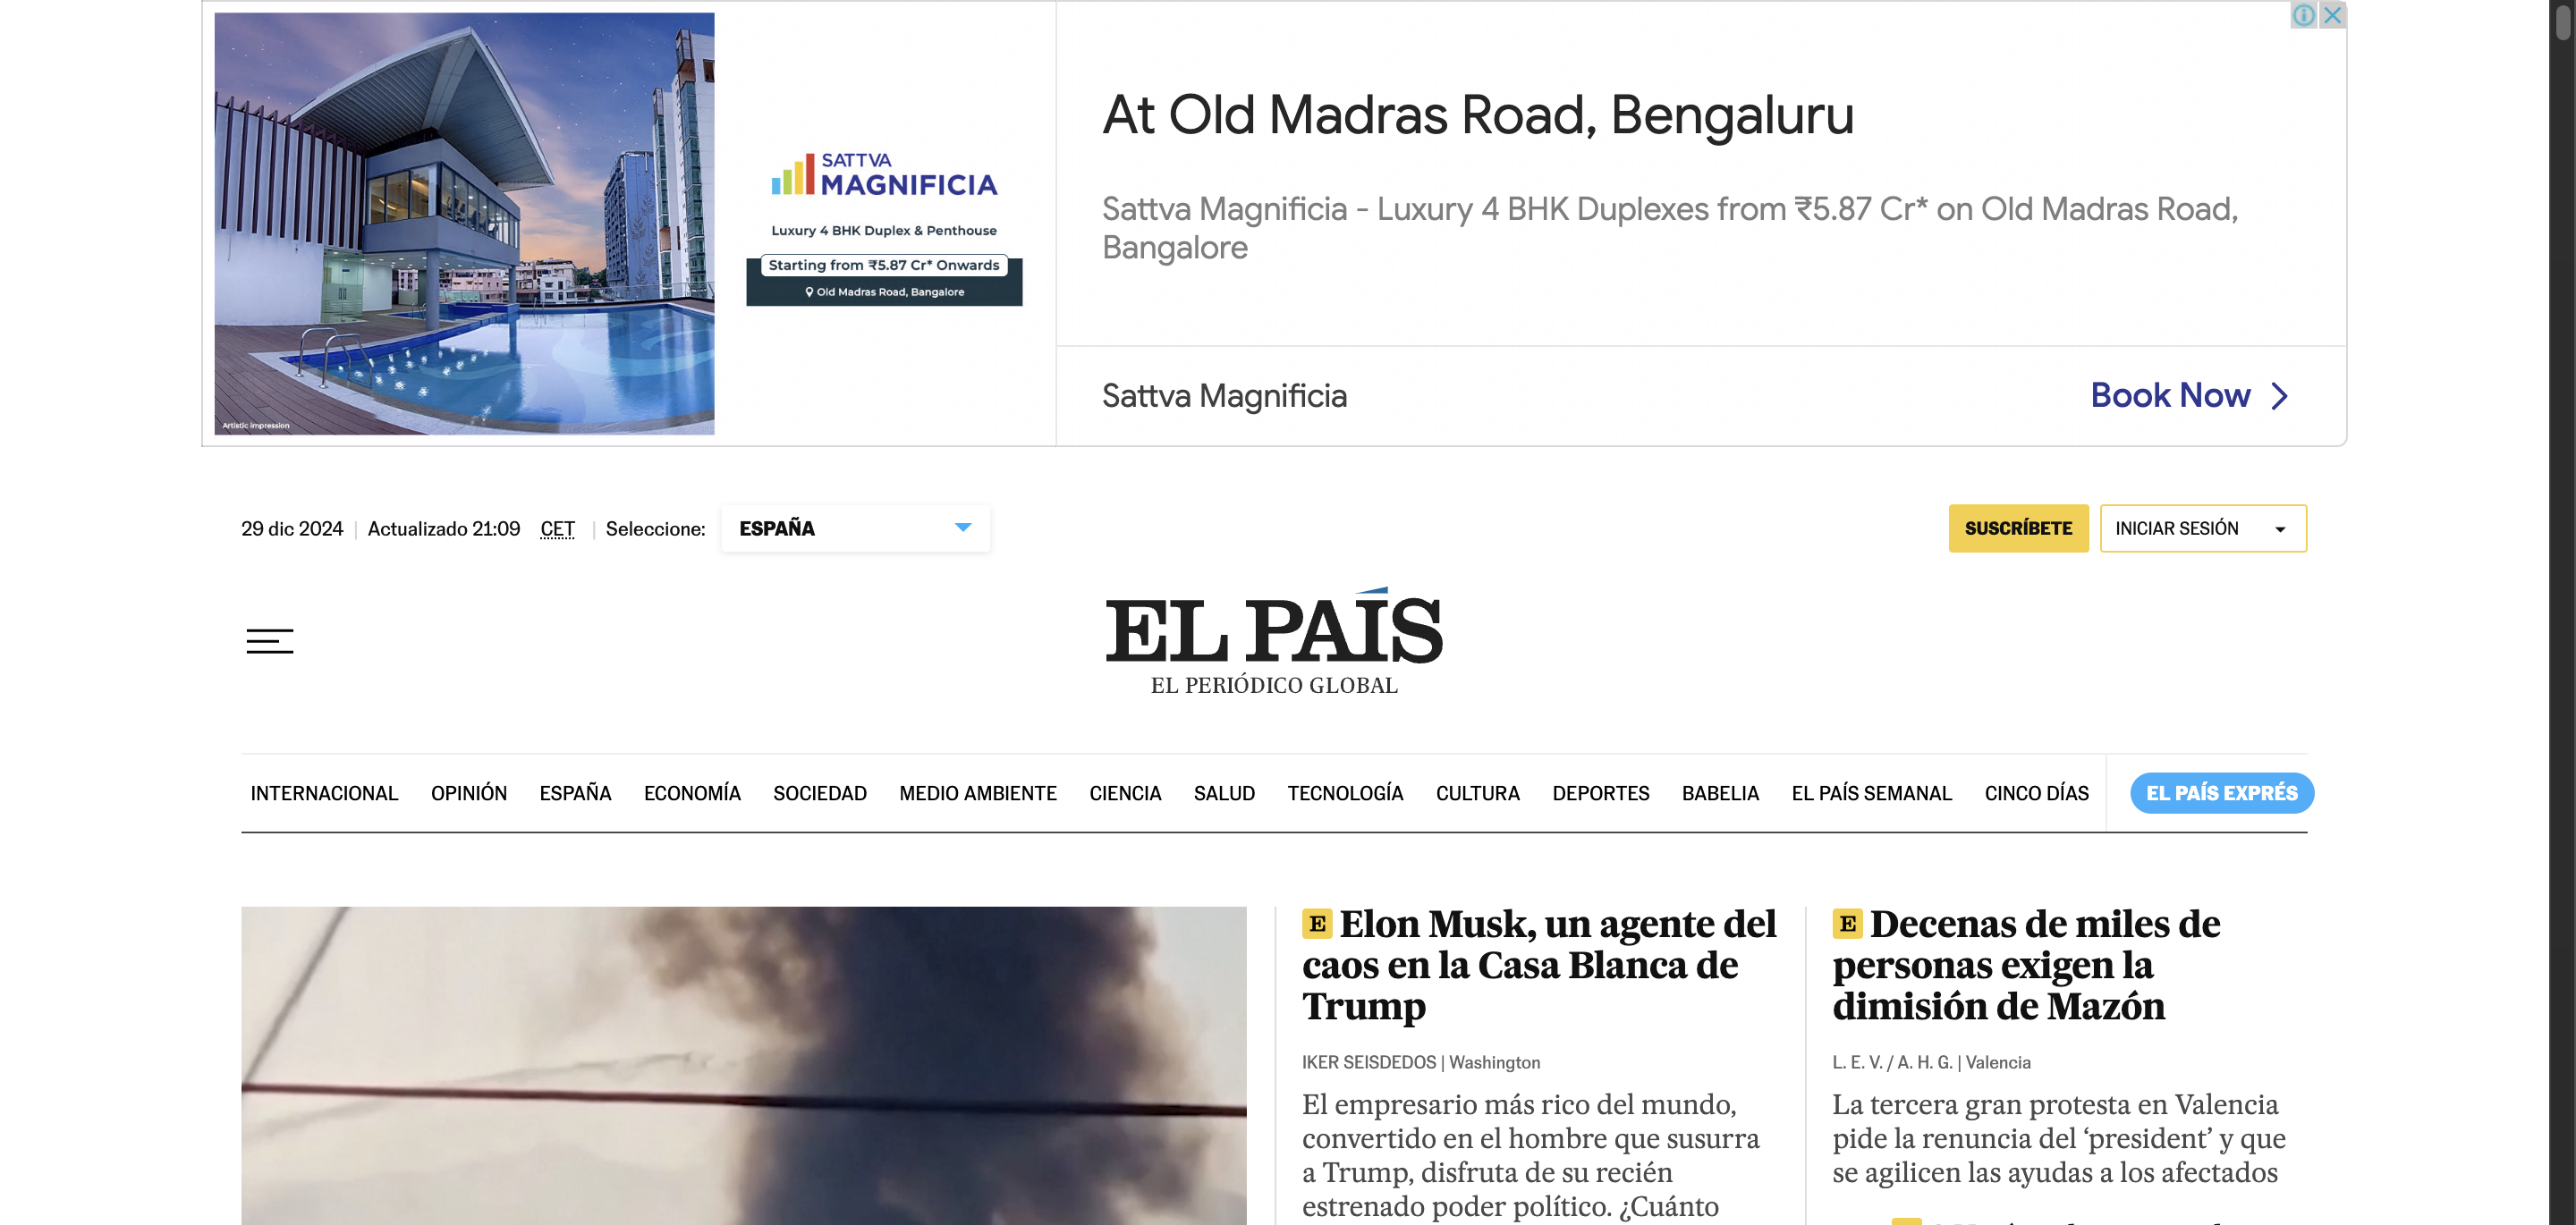 Artistic impression
SATTVA
MAGNIFICIA
Luxury 4 BHK Duplex & Penthouse
Starting from ₹5.87 Cr* Onwards
Old Madras Road, Bangalore
At Old Madras Road, Bengaluru
Sattva Magnificia - Luxury 4 BHK Duplexes from ₹5.87 Cr* on Old Madras Road,
Bangalore
Sattva Magnificia
Book Now
29 dic 2024 | Actualizado 21:09 CET | Seleccione: ESPAÑA
SUSCRÍBETE
INICIAR SESIÓN
EL PAÍS
EL PERIÓDICO GLOBAL
INTERNACIONAL OPINIÓN ESPAÑA ECONOMÍA SOCIEDAD MEDIO AMBIENTE CIENCIA SALUD TECNOLOGÍA CULTURA DEPORTES BABELIA EL PAÍS SEMANAL CINCO DÍAS EL PAÍS EXPRÉS
E Elon Musk, un agente del
caos en la Casa Blanca de
Trump
IKER SEISDEDOS | Washington
El empresario más rico del mundo,
convertido en el hombre que susurra
a Trump, disfruta de su recién
estrenado poder político. ¿Cuánto
E Decenas de miles de
personas exigen la
dimisión de Mazón
L. E. V. / A. H. G. | Valencia
La tercera gran protesta en Valencia
pide la renuncia del ‘president’ y que
se agilicen las ayudas a los afectados